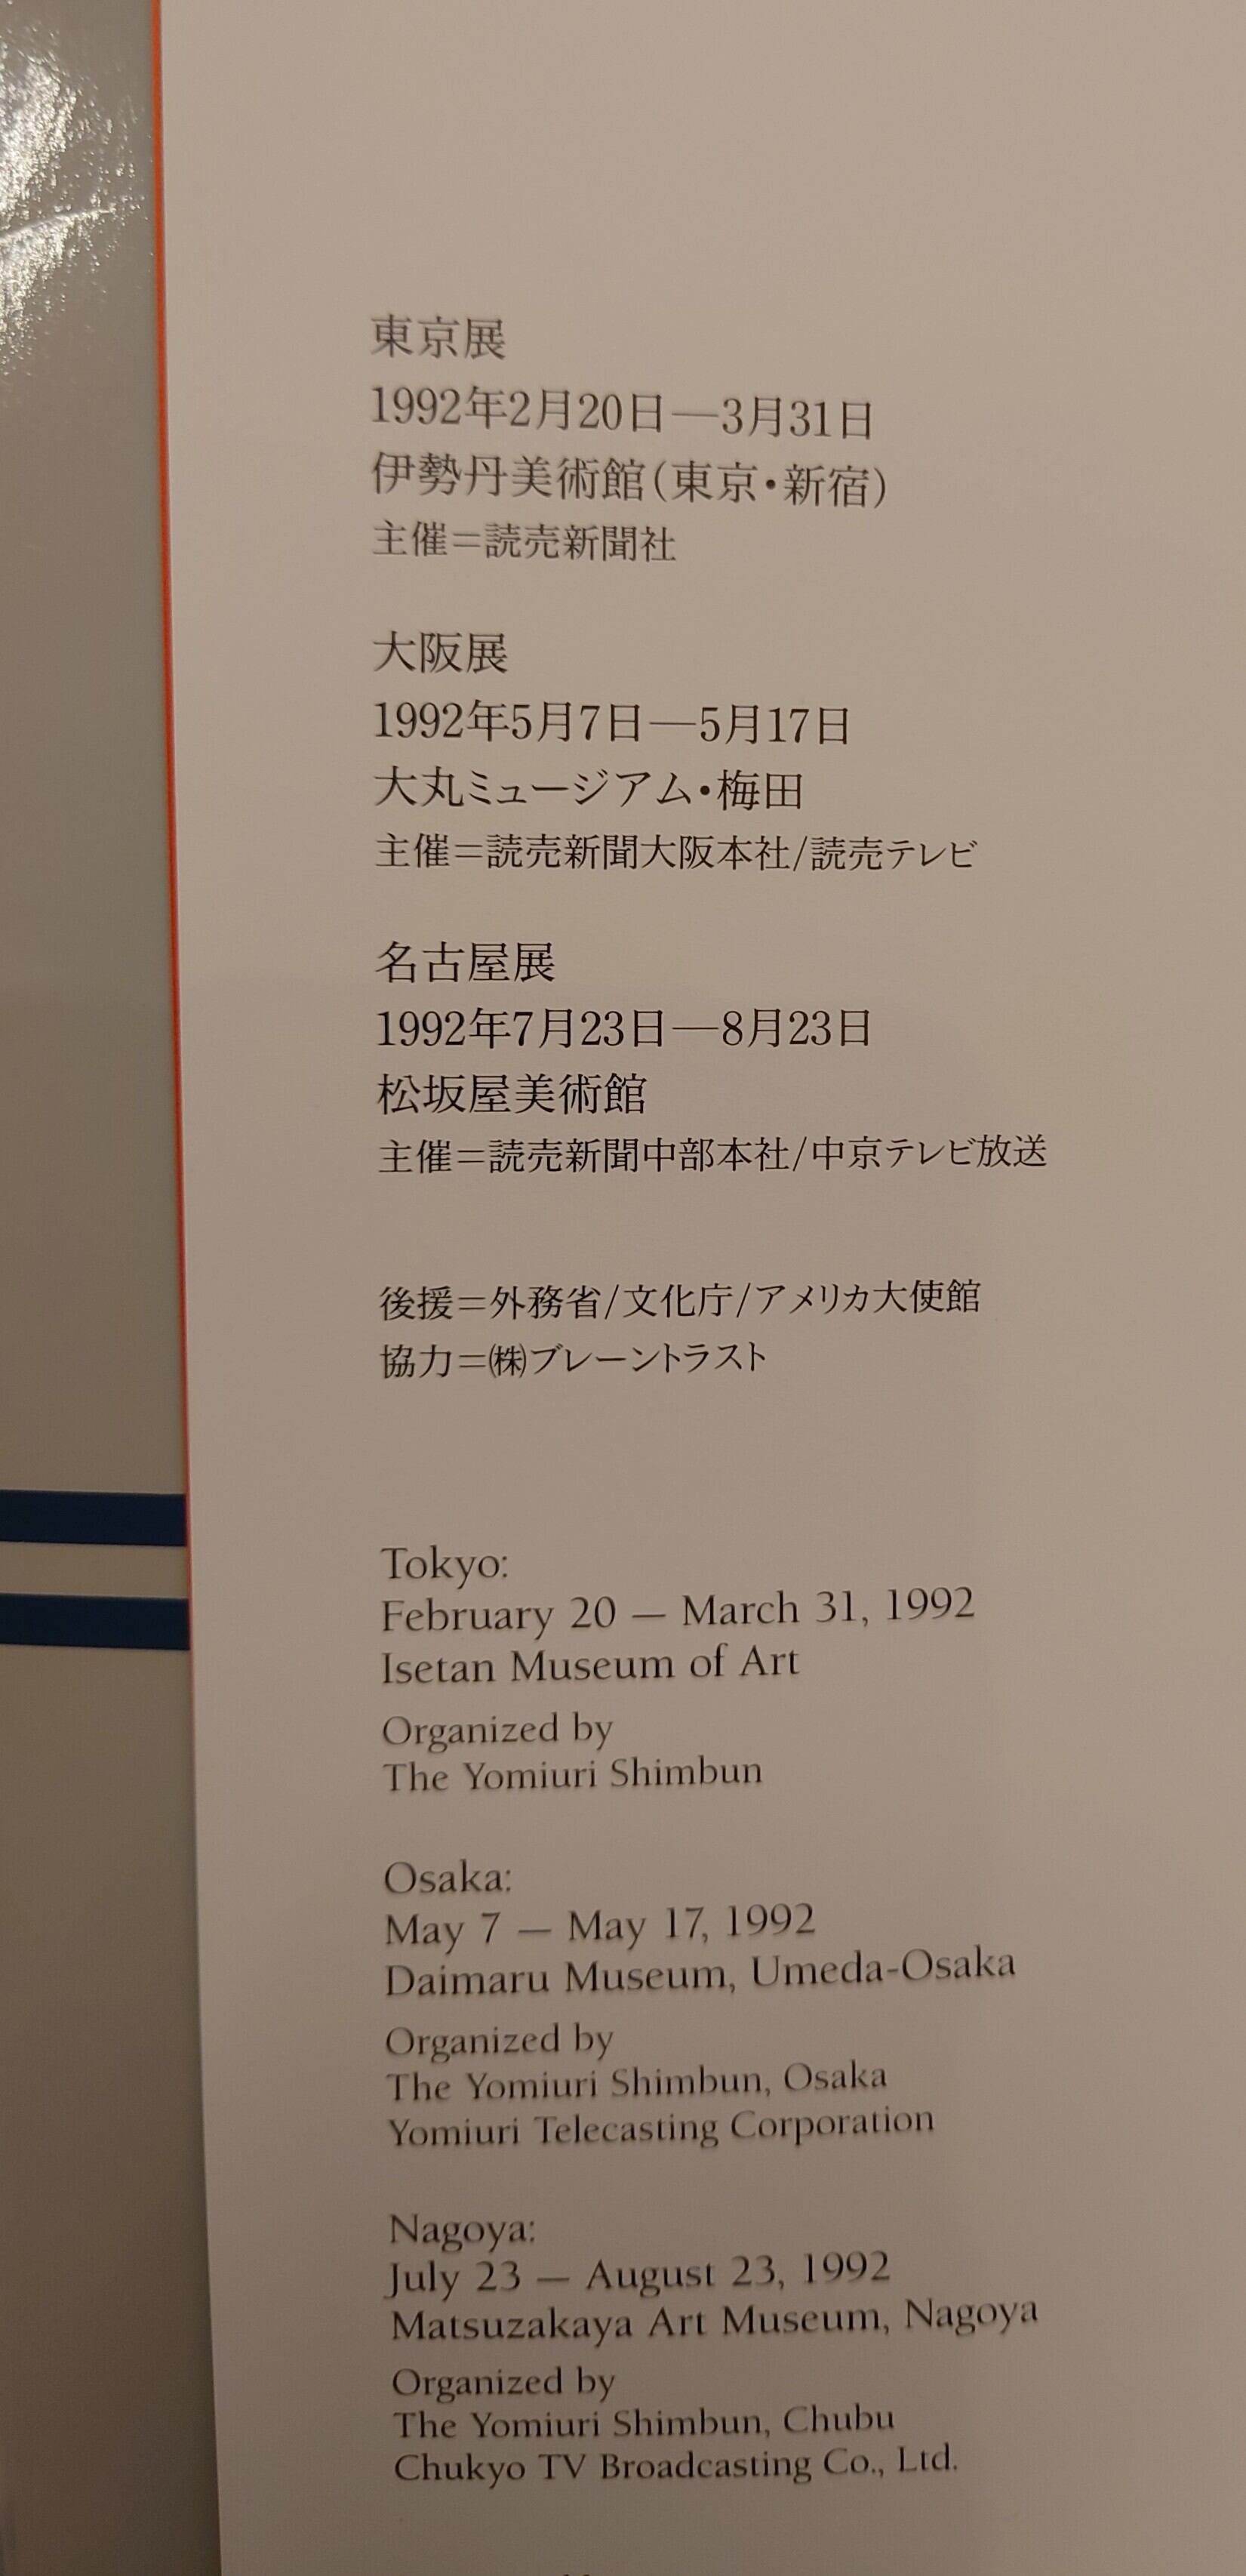 東京展
1992年2月20日—3月31日
伊勢丹美術館(東京・新宿)
主催=読売新聞社
大阪展
1992年5月7日—5月17日
大丸ミュージアム・梅田
主催=読売新聞大阪本社/読売テレビ
名古屋展
1992年7月23日—8月23日
松坂屋美術館
主催=読売新聞中部本社/中京テレビ放送
後援=外務省/文化庁/アメリカ大使館
協力=㈱ブレーントラスト
Tokyo:
February 20 — March 31, 1992
Isetan Museum of Art
Organized by
The Yomiuri Shimbun
Osaka:
May 7 — May 17, 1992
Daimaru Museum, Umeda-Osaka
Organized by
The Yomiuri Shimbun, Osaka
Yomiuri Telecasting Corporation
Nagoya:
July 23 — August 23, 1992
Matsuzakaya Art Museum, Nagoya
Organized by
The Yomiuri Shimbun, Chubu
Chukyo TV Broadcasting Co., Ltd.